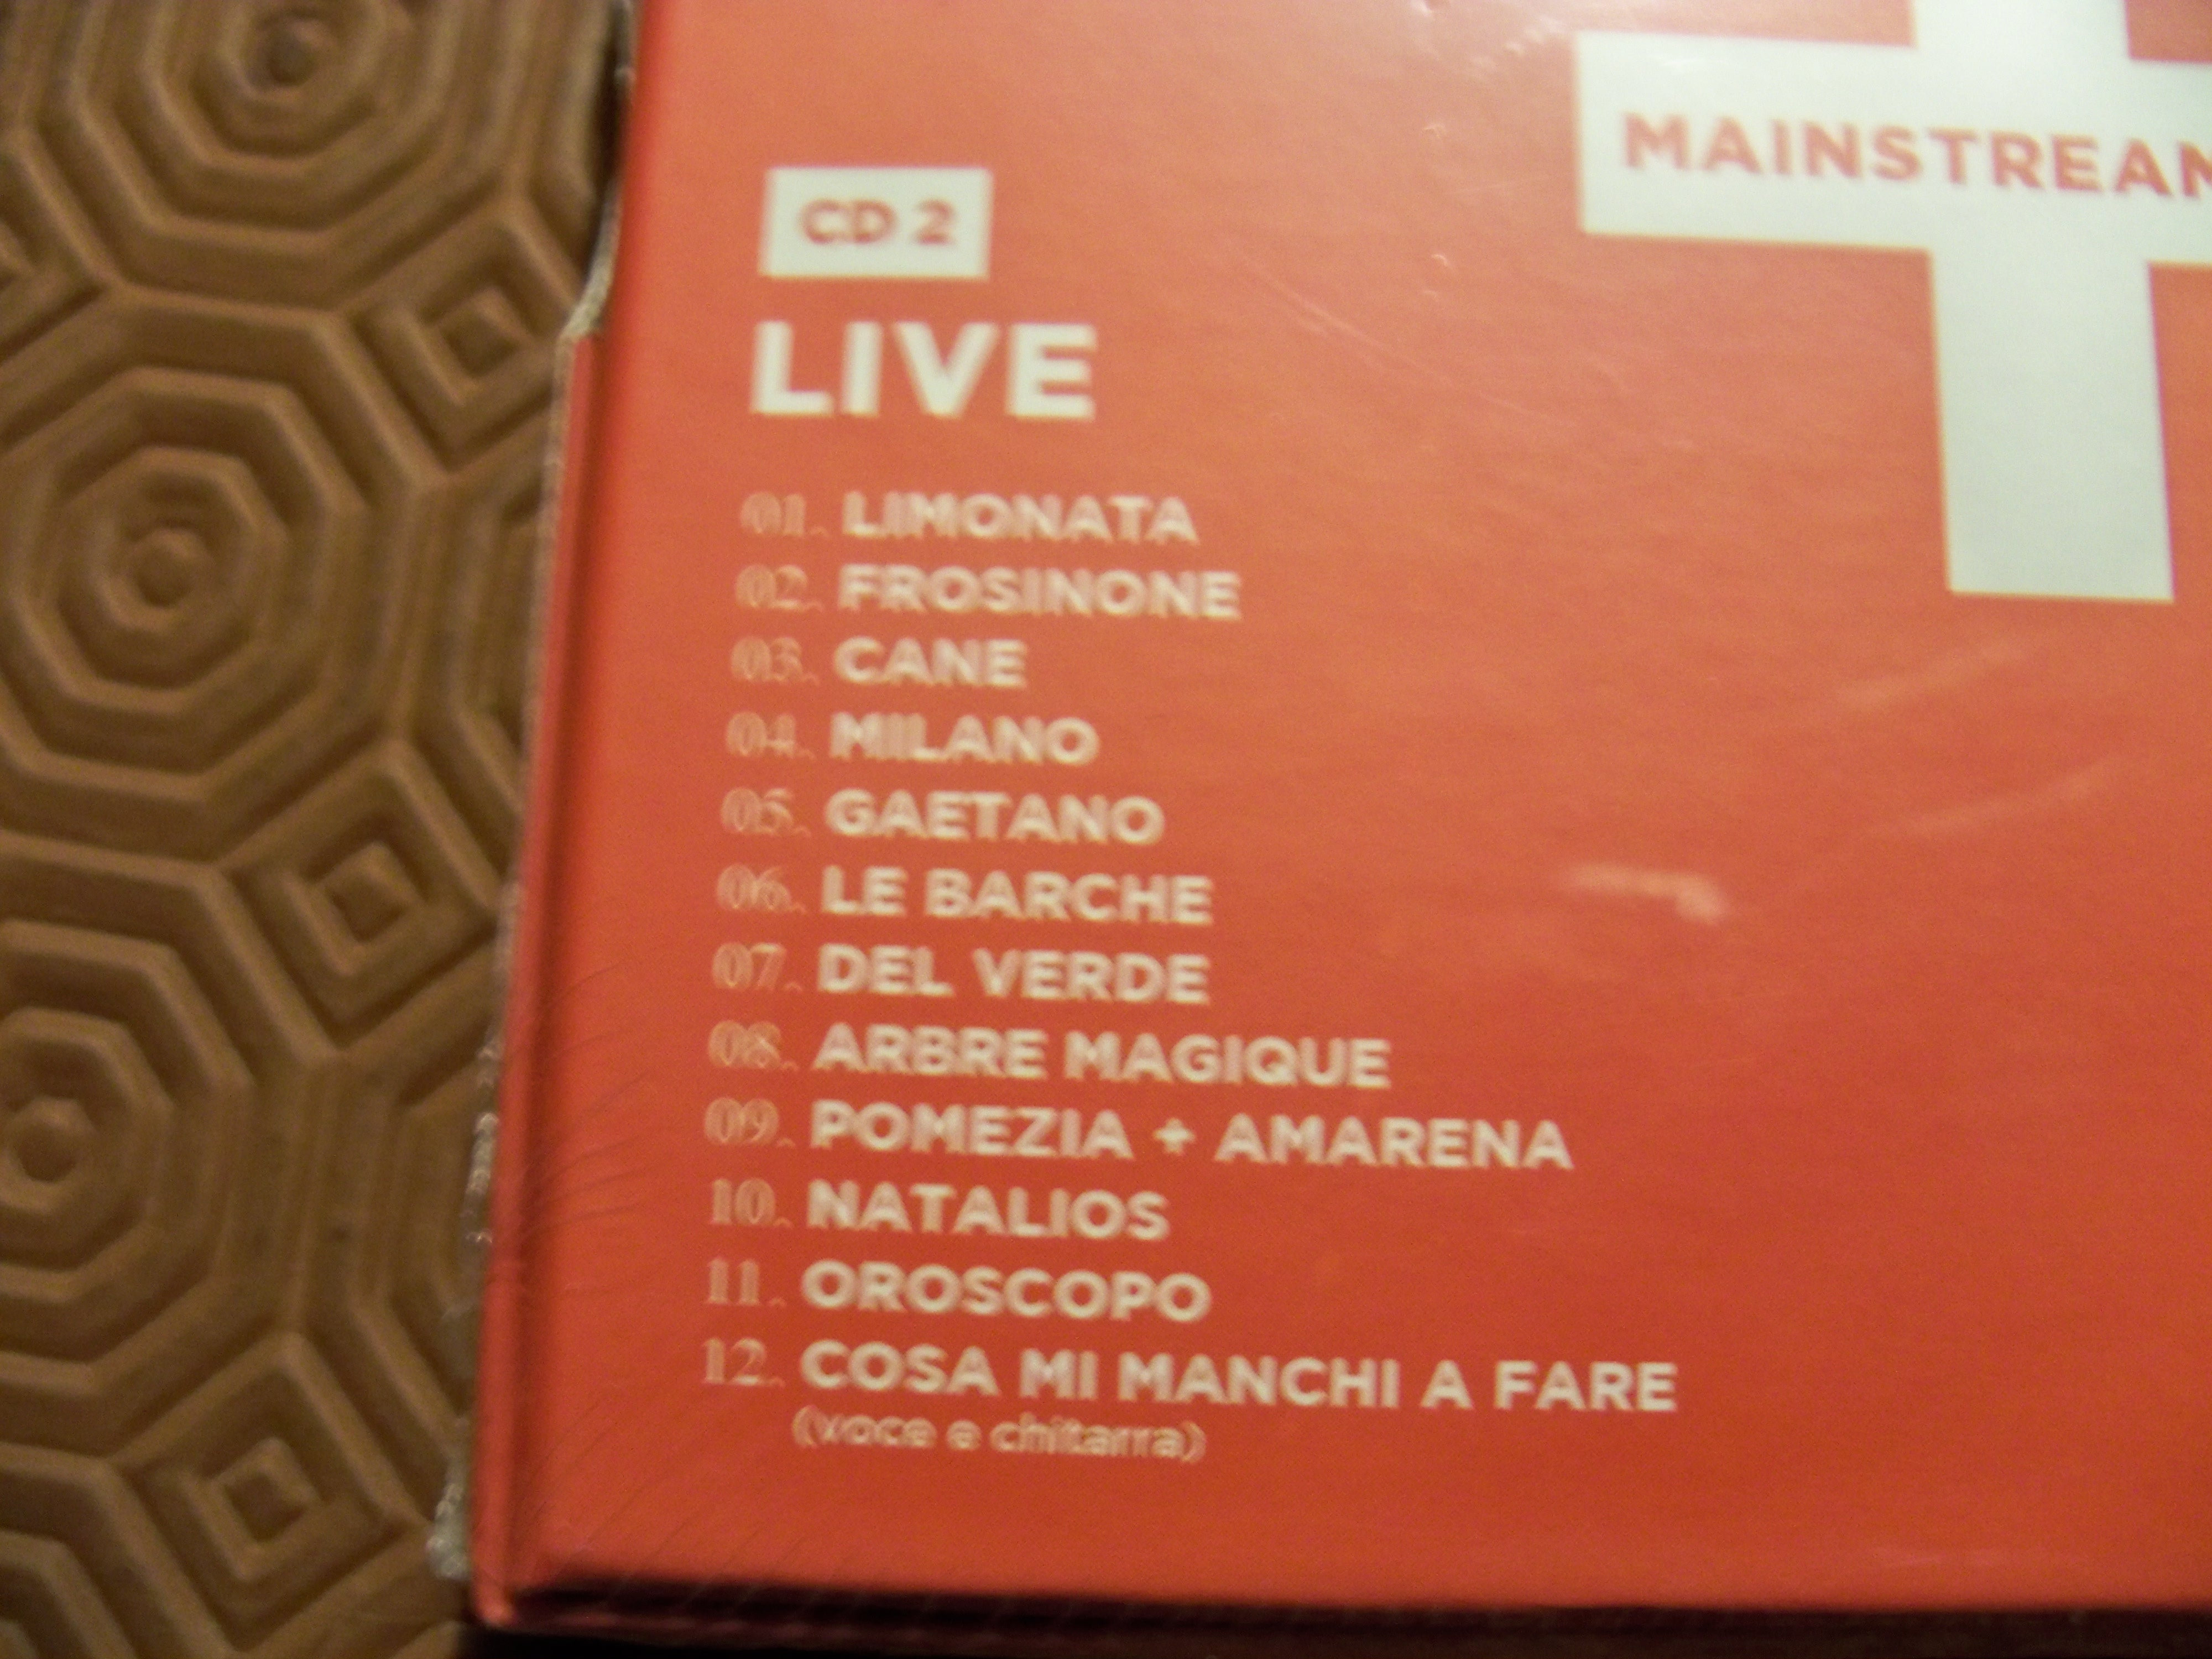 MAINSTREAM
CD 2
LIVE
01. LIMONATA
02. FROSINONE
03. CANE
04. MILANO
05. GAETANO
06. LE BARCHE
07. DEL VERDE
08. ARBRE MAGIQUE
09. POMEZIA + AMARENA
10. NATALIOS
11. OROSCOPO
12. COSA MI MANCHI A FARE
(voce e chitarra)